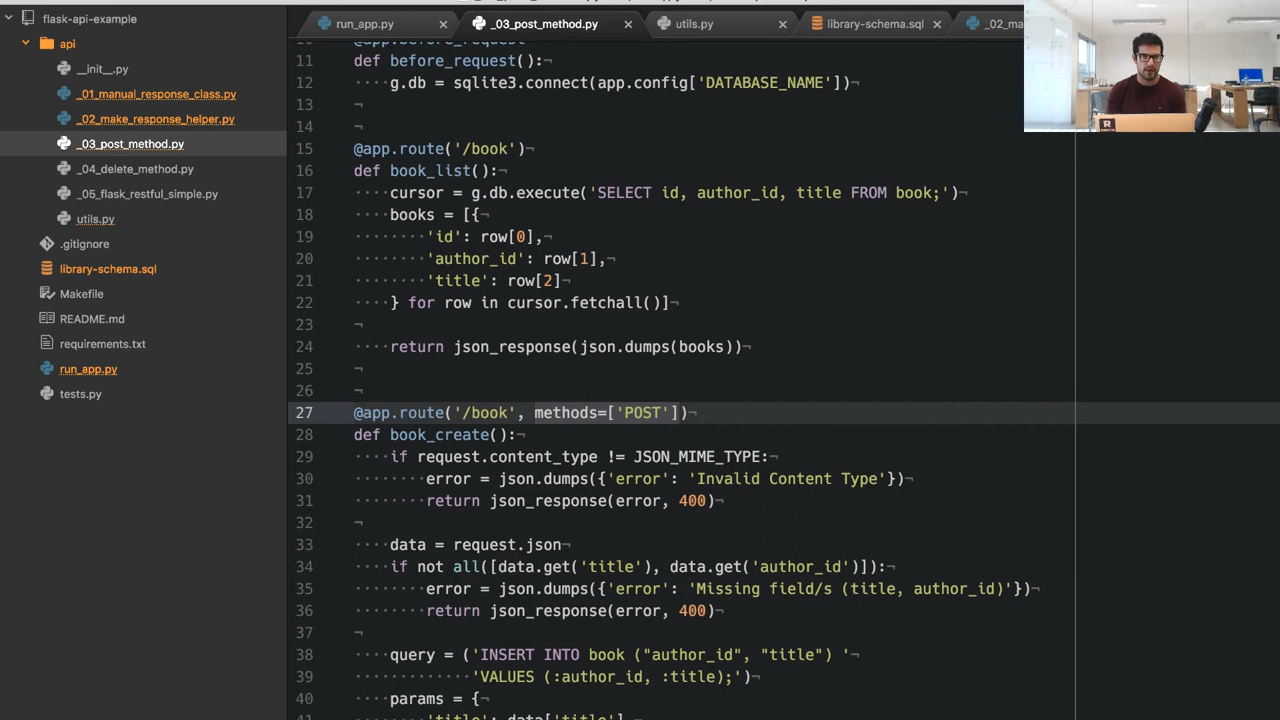 flask-api-example
api
__init__.py
_01_manual_response_class.py
_02_make_response_helper.py
_03_post_method.py
_04_delete_method.py
_05_flask_restful_simple.py
utils.py
.gitignore
library-schema.sql
Makefile
README.md
requirements.txt
run_app.py
tests.py
run_app.py × _03_post_method.py × utils.py × library-schema.sql × _02_ma
10 @app.before_request
11 def before_request():¬
12 ····g.db = sqlite3.connect(app.config['DATABASE_NAME'])¬
13 ¬
14 ¬
15 @app.route('/book')¬
16 def book_list():¬
17 ····cursor = g.db.execute('SELECT id, author_id, title FROM book;')¬
18 ····books = [{¬
19 ········'id': row[0],¬
20 ········'author_id': row[1],¬
21 ········'title': row[2]¬
22 ····} for row in cursor.fetchall()]¬
23 ¬
24 ····return json_response(json.dumps(books))¬
25 ¬
26 ¬
27 @app.route('/book', methods=['POST'])¬
28 def book_create():¬
29 ····if request.content_type != JSON_MIME_TYPE:¬
30 ········error = json.dumps({'error': 'Invalid Content Type'})¬
31 ········return json_response(error, 400)¬
32 ¬
33 ····data = request.json¬
34 ····if not all([data.get('title'), data.get('author_id')]):¬
35 ········error = json.dumps({'error': 'Missing field/s (title, author_id)'})¬
36 ········return json_response(error, 400)¬
37 ¬
38 ····query = ('INSERT INTO book ("author_id", "title") '¬
39 ·············'VALUES (:author_id, :title);')¬
40 ····params = {¬
41 ········'title': data['title'],